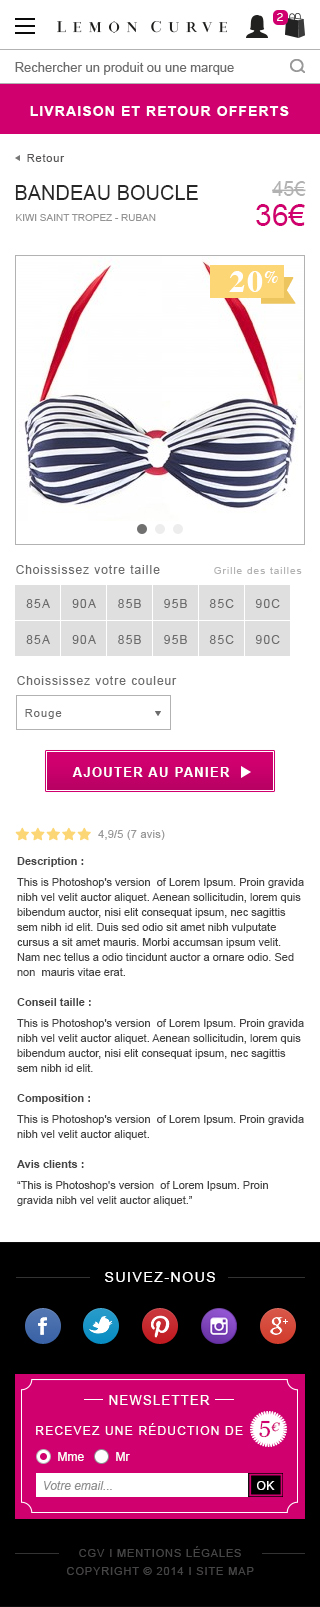 LEMON CURVE
2
Rechercher un produit ou une marque
LIVRAISON ET RETOUR OFFERTS
Retour
BANDEAU BOUCLE
45€
KIWI SAINT TROPEZ - RUBAN
36€
20%
Choissisez votre taille
Grille des tailles
85A 90A 85B 95B 85C 90C
85A 90A 85B 95B 85C 90C
Choississez votre couleur
Rouge
AJOUTER AU PANIER
4,9/5 (7 avis)
Description :
This is Photoshop's version of Lorem Ipsum. Proin gravida
nibh vel velit auctor aliquet. Aenean sollicitudin, lorem quis
bibendum auctor, nisi elit consequat ipsum, nec sagittis
sem nibh id elit. Duis sed odio sit amet nibh vulputate
cursus a sit amet mauris. Morbi accumsan ipsum velit.
Nam nec tellus a odio tincidunt auctor a ornare odio. Sed
non mauris vitae erat.
Conseil taille :
This is Photoshop's version of Lorem Ipsum. Proin gravida
nibh vel velit auctor aliquet. Aenean sollicitudin, lorem quis
bibendum auctor, nisi elit consequat ipsum, nec sagittis
sem nibh id elit.
Composition :
This is Photoshop's version of Lorem Ipsum. Proin gravida
nibh vel velit auctor aliquet.
Avis clients :
“This is Photoshop's version of Lorem Ipsum. Proin
gravida nibh vel velit auctor aliquet.”
SUIVEZ-NOUS
f
g+
NEWSLETTER
RECEVEZ UNE RÉDUCTION DE 5€
Mme Mr
Votre email...
OK
CGV I MENTIONS LÉGALES
COPYRIGHT © 2014 I SITE MAP